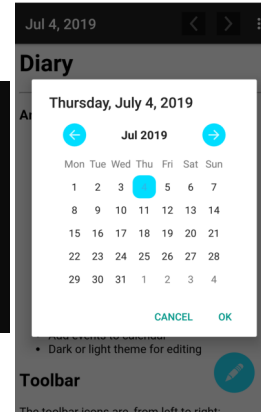 Jul 4, 2019
Diary
Thursday, July 4, 2019
Jul 2019
Mon Tue Wed Thu Fri Sat Sun
1 2 3 4 5 6 7
8 9 10 11 12 13 14
15 16 17 18 19 20 21
22 23 24 25 26 27 28
29 30 31 1 2 3 4
CANCEL OK
Add events to calendar
• Dark or light theme for editing
Toolbar
The toolbar icons are, from left to right: